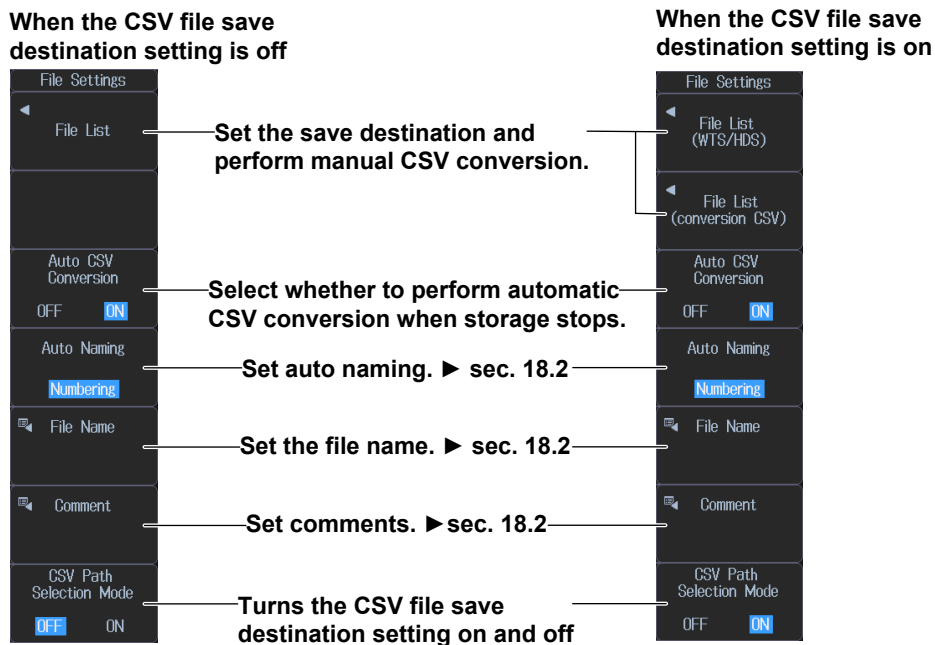 When the CSV file save
destination setting is off
File Settings
File List
Auto CSV
Conversion
OFF ON
Auto Naming
Numbering
File Name
Comment
CSV Path
Selection Mode
OFF ON
Set the save destination and
perform manual CSV conversion.
Select whether to perform automatic
CSV conversion when storage stops.
Set auto naming. ► sec. 18.2
Set the file name. ► sec. 18.2
Set comments. ►sec. 18.2
Turns the CSV file save
destination setting on and off
When the CSV file save
destination setting is on
File Settings
File List
(WTS/HDS)
File List
(conversion CSV)
Auto CSV
Conversion
OFF ON
Auto Naming
Numbering
File Name
Comment
CSV Path
Selection Mode
OFF ON